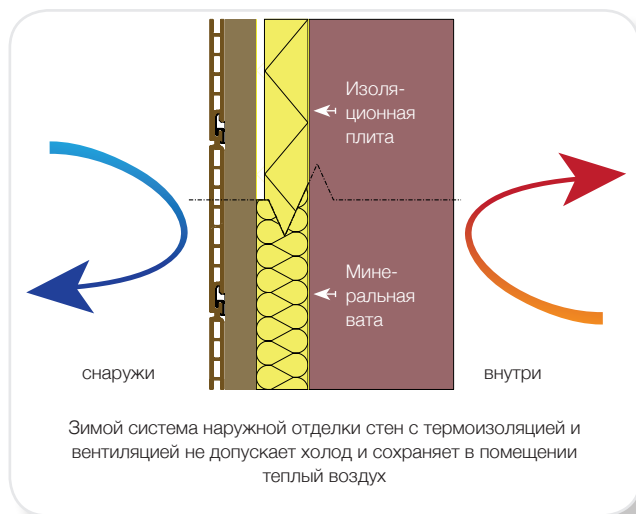 Изоля-
ционная
плита
Мине-
ральная
вата
снаружи
внутри
Зимой система наружной отделки стен с термоизоляцией и
вентиляцией не допускает холод и сохраняет в помещении
теплый воздух